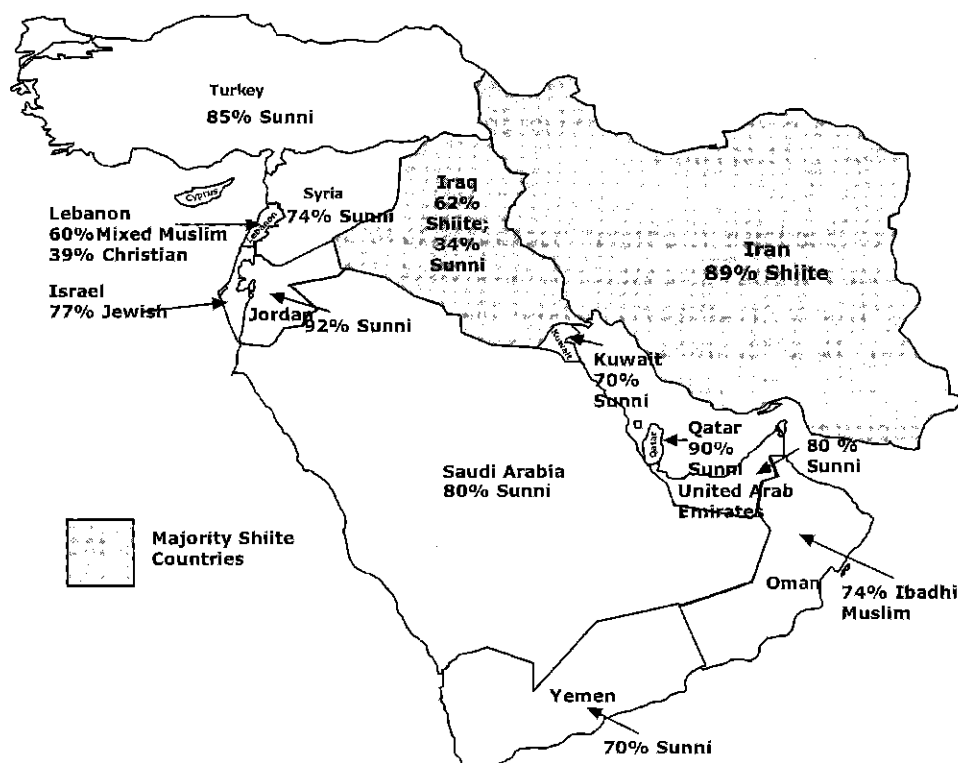 Turkey
85% Sunni
Cyprus
Syria
74% Sunni
Lebanon
60%Mixed Muslim
39% Christian
Lebanon
Iraq
62%
Shiite;
34%
Sunni
Iran
89% Shiite
Israel
77% Jewish
Jordan
92% Sunni
Kuwait
Kuwait
70%
Sunni
Qatar
Qatar
90%
Sunni
80 %
Sunni
United Arab
Emirates
Saudi Arabia
80% Sunni
Majority Shiite
Countries
Oman
74% Ibadhi
Muslim
Yemen
70% Sunni